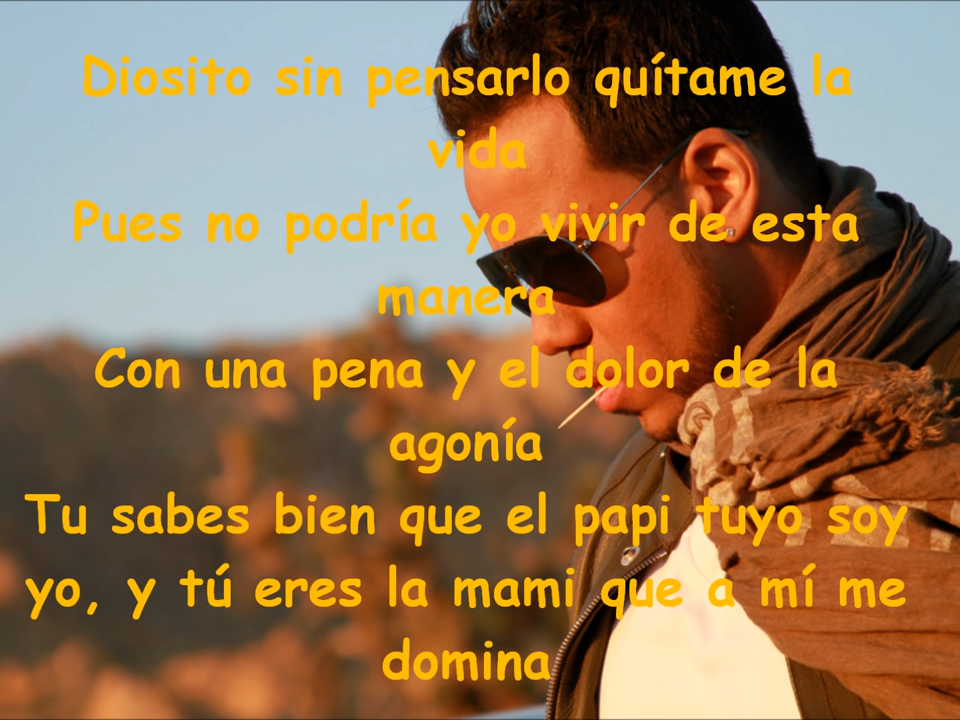 Diosito sin pensarlo quítame la
vida
Pues no podría yo vivir de esta
manera
Con una pena y el dolor de la
agonía
Tu sabes bien que el papi tuyo soy
yo, y tú eres la mami que a mí me
domina